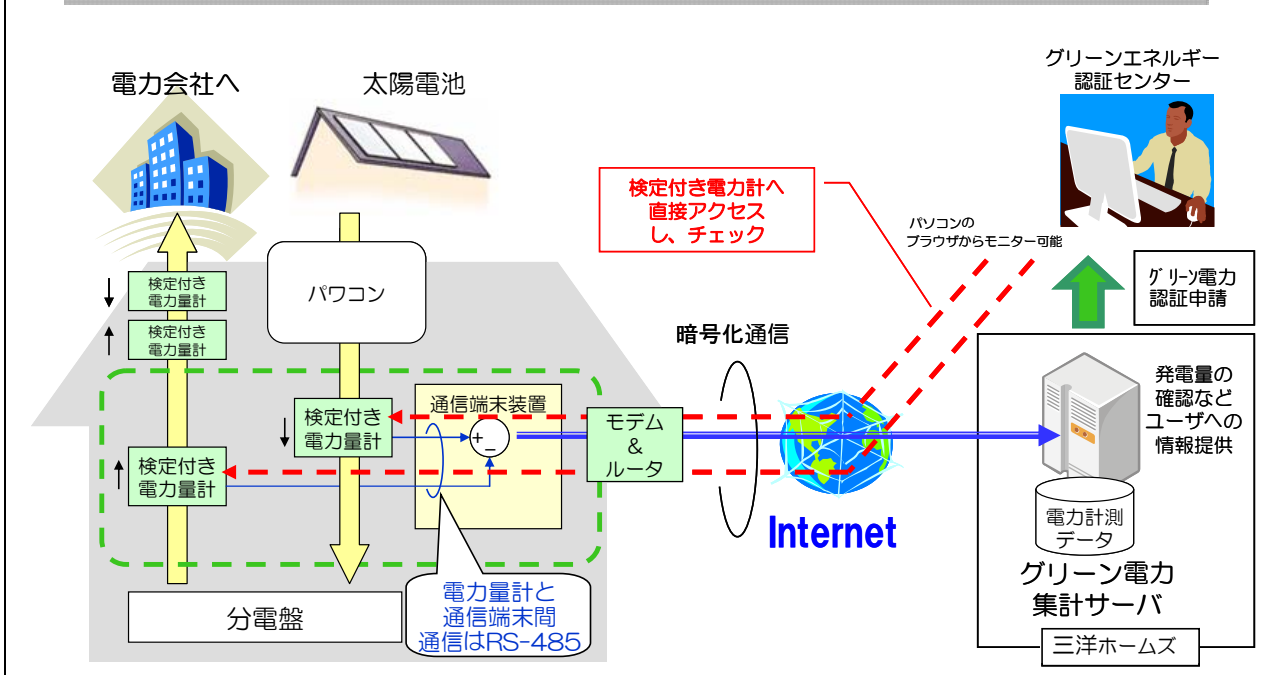 電力会社へ
太陽電池
グリーンエネルギー
認証センター
検定付き電力計へ
直接アクセス
し、チェック
パソコンの
ブラウザからモニター可能
検定付き
電力量計
検定付き
電力量計
パワコン
グリーン電力
認証申請
暗号化通信
検定付き
電力量計
通信端末装置
+
−
モデム
&
ルータ
検定付き
電力量計
発電量の
確認など
ユーザへの
情報提供
Internet
電力計測
データ
グリーン電力
集計サーバ
電力量計と
通信端末間
通信はRS-485
分電盤
三洋ホームズ